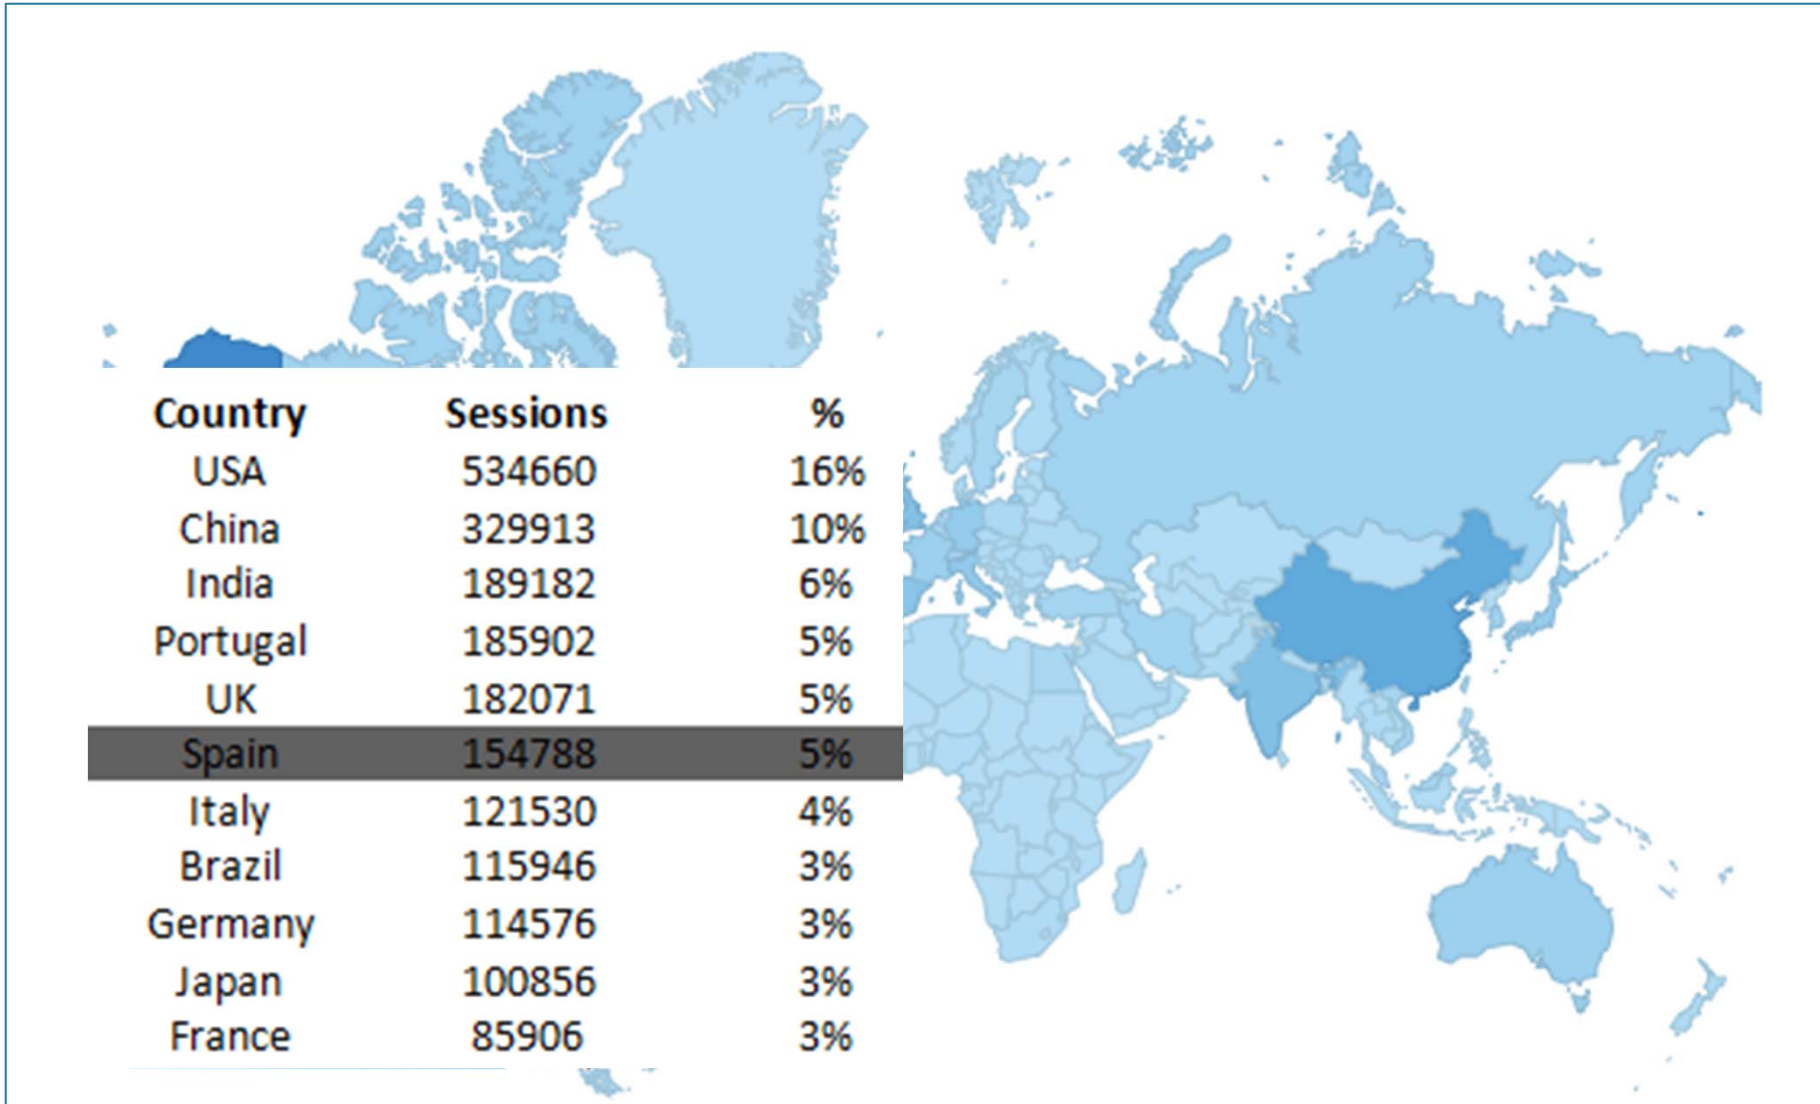 Country Sessions %
USA 534660 16%
China 329913 10%
India 189182 6%
Portugal 185902 5%
UK 182071 5%
Spain 154788 5%
Italy 121530 4%
Brazil 115946 3%
Germany 114576 3%
Japan 100856 3%
France 85906 3%